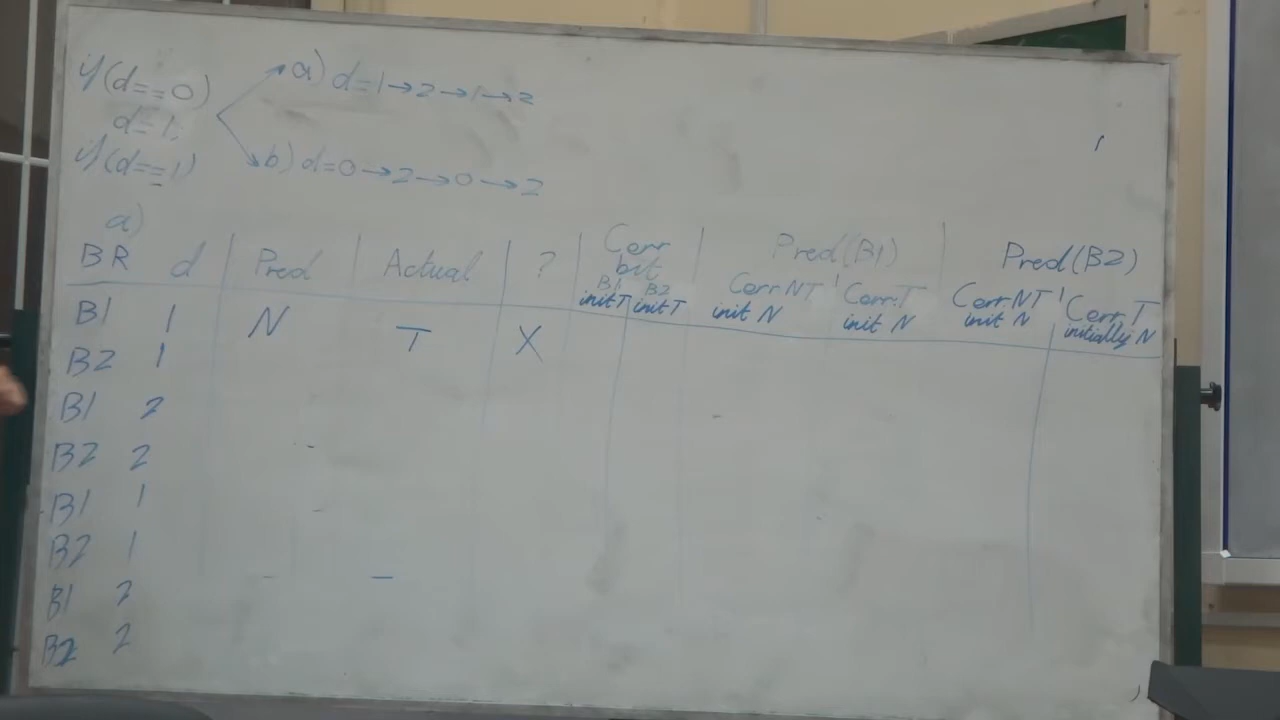 if(d==0)
d=1;
if(d==1)
a) d=1→2→1→2
b) d=0→2→0→2
a)
BR d Pred Actual ? Corr bit Pred(B1) Pred(B2)
B1 B2 Corr NT Corr.T Corr.NT Corr.T
init T init T init N init N init N initially N
B1 1 N T X
B2 1
B1 2
B2 2
B1 1
B2 1
B1 2
B2 2